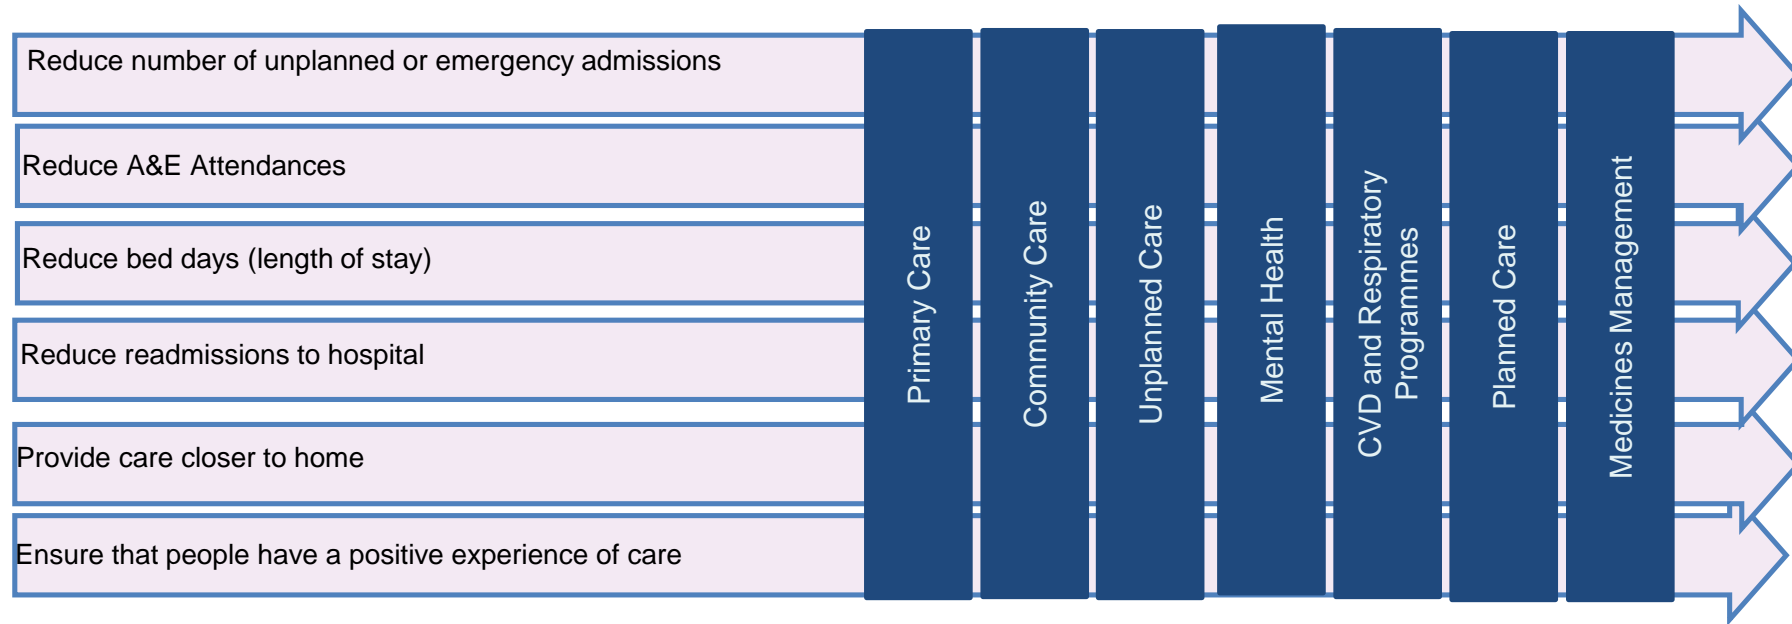 Reduce number of unplanned or emergency admissions
Reduce A&E Attendances
Reduce bed days (length of stay)
Reduce readmissions to hospital
Provide care closer to home
Ensure that people have a positive experience of care
Primary Care
Community Care
Unplanned Care
Mental Health
CVD and Respiratory
Programmes
Planned Care
Medicines Management